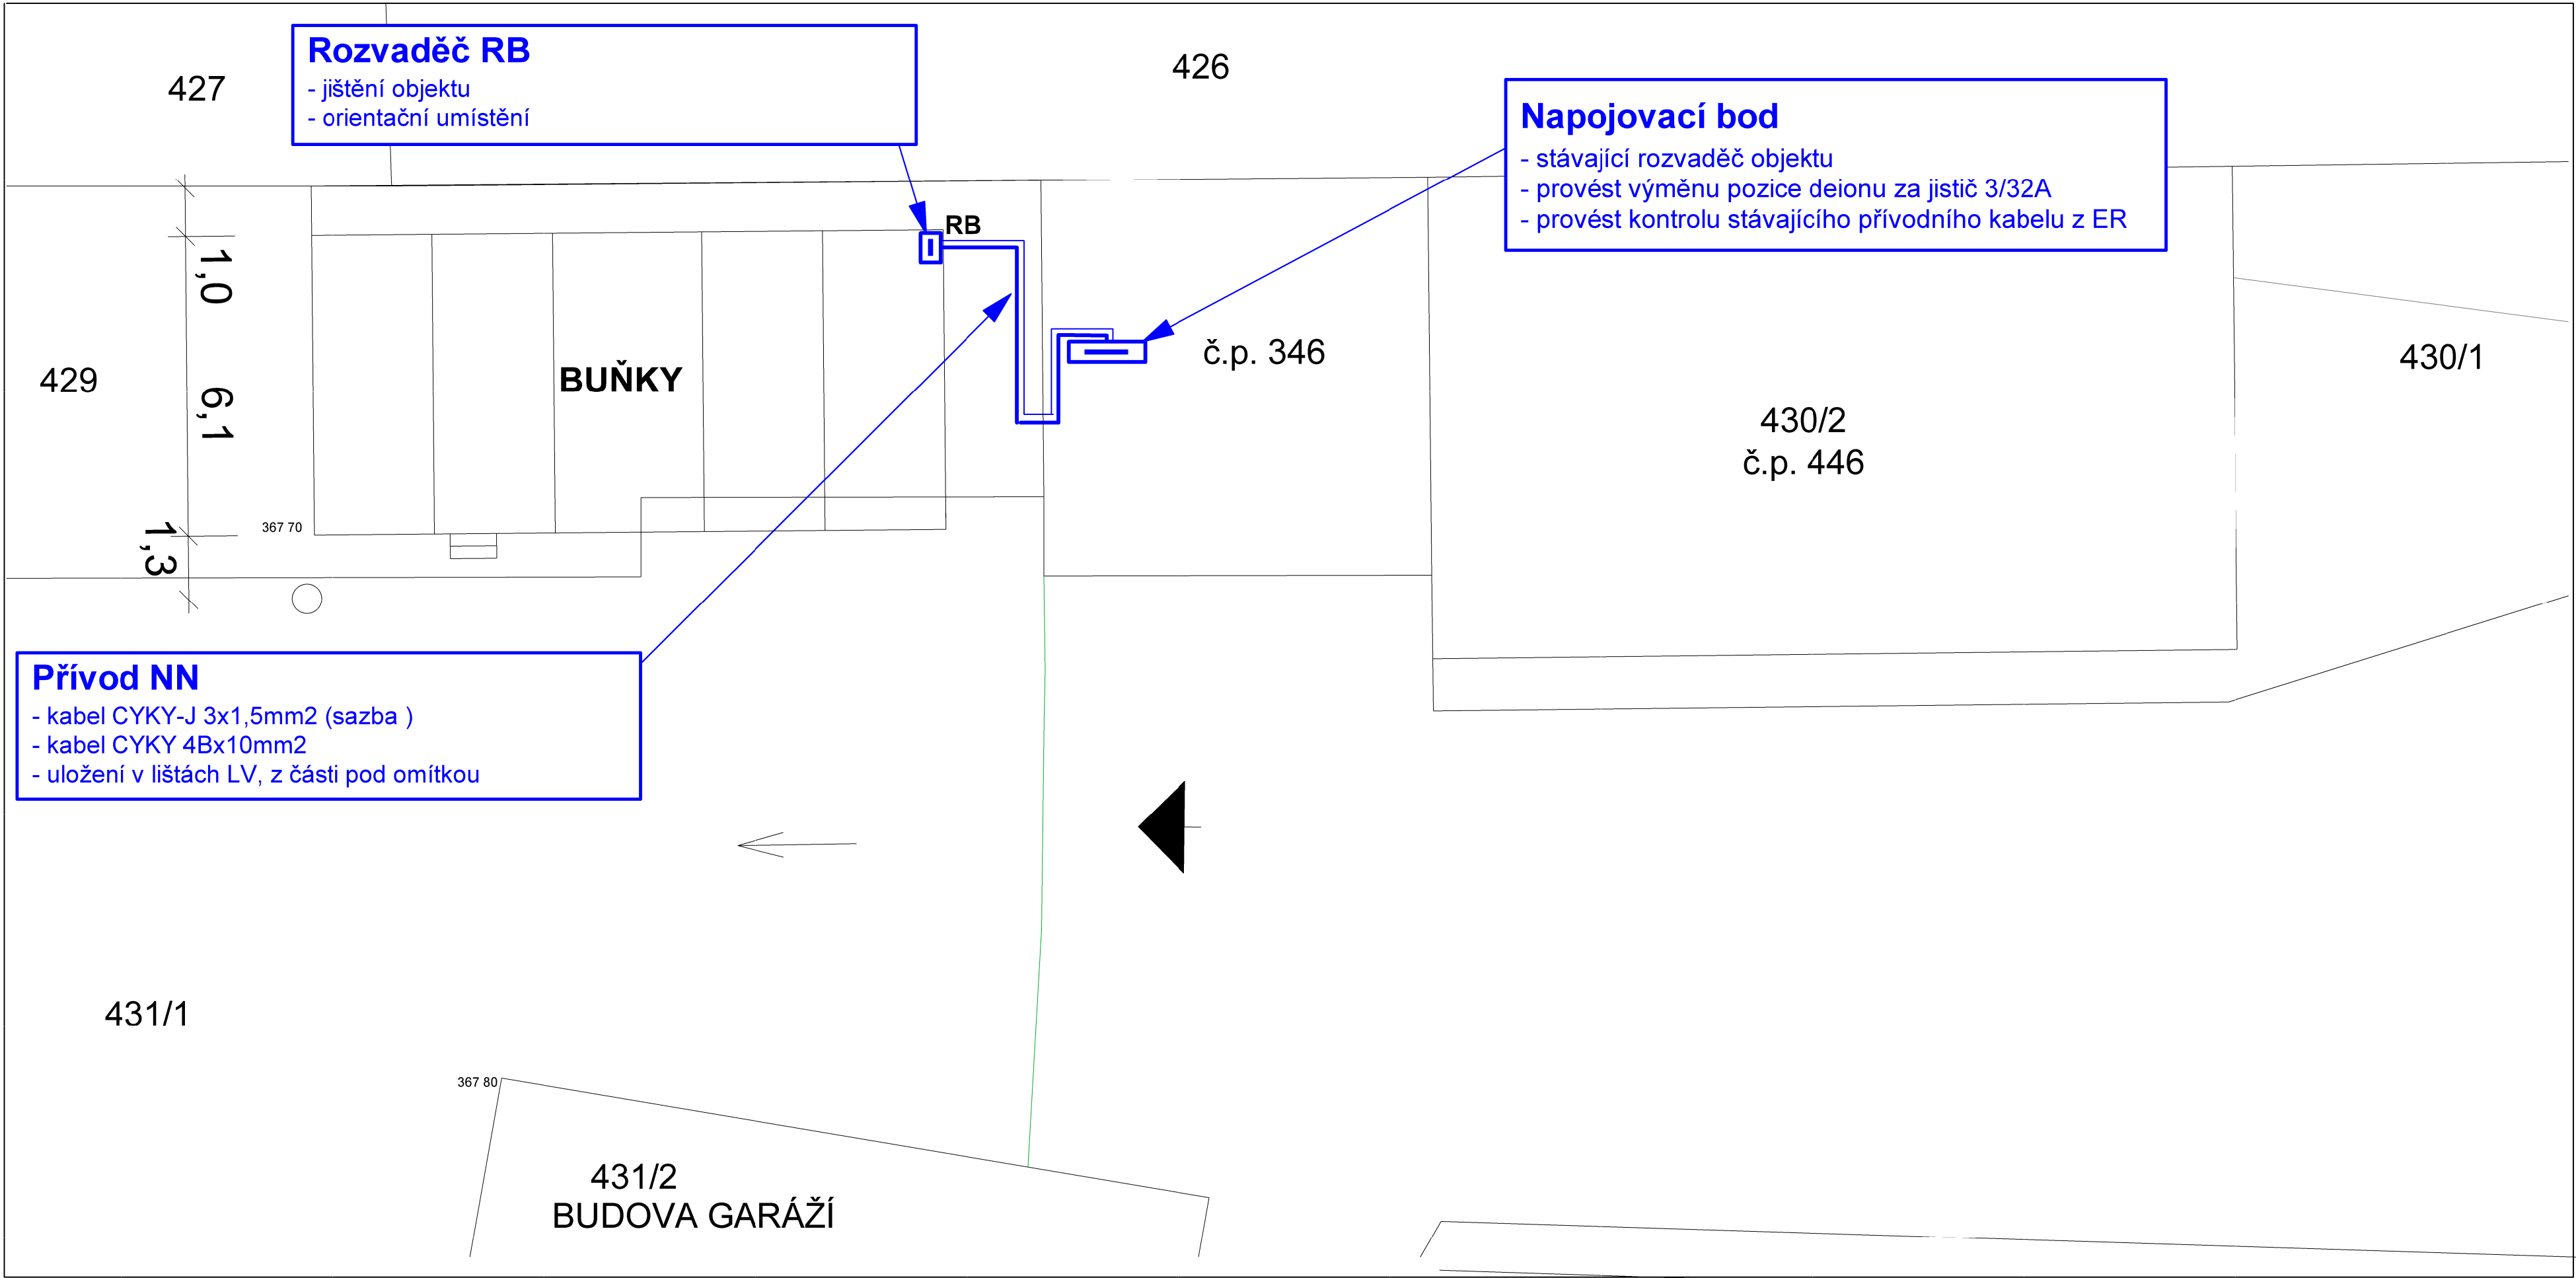 Rozvaděč RB
- jištění objektu
- orientační umístění
427
426
Napojovací bod
- stávající rozvaděč objektu
- provést výměnu pozice deionu za jistič 3/32A
- provést kontrolu stávajícího přívodního kabelu z ER
RB
1,0
6,1
1,3
429
BUŇKY
č.p. 346
430/1
430/2
č.p. 446
367 70
Přívod NN
- kabel CYKY-J 3x1,5mm2 (sazba )
- kabel CYKY 4Bx10mm2
- uložení v lištách LV, z části pod omítkou
431/1
367 80
431/2
BUDOVA GARÁŽÍ